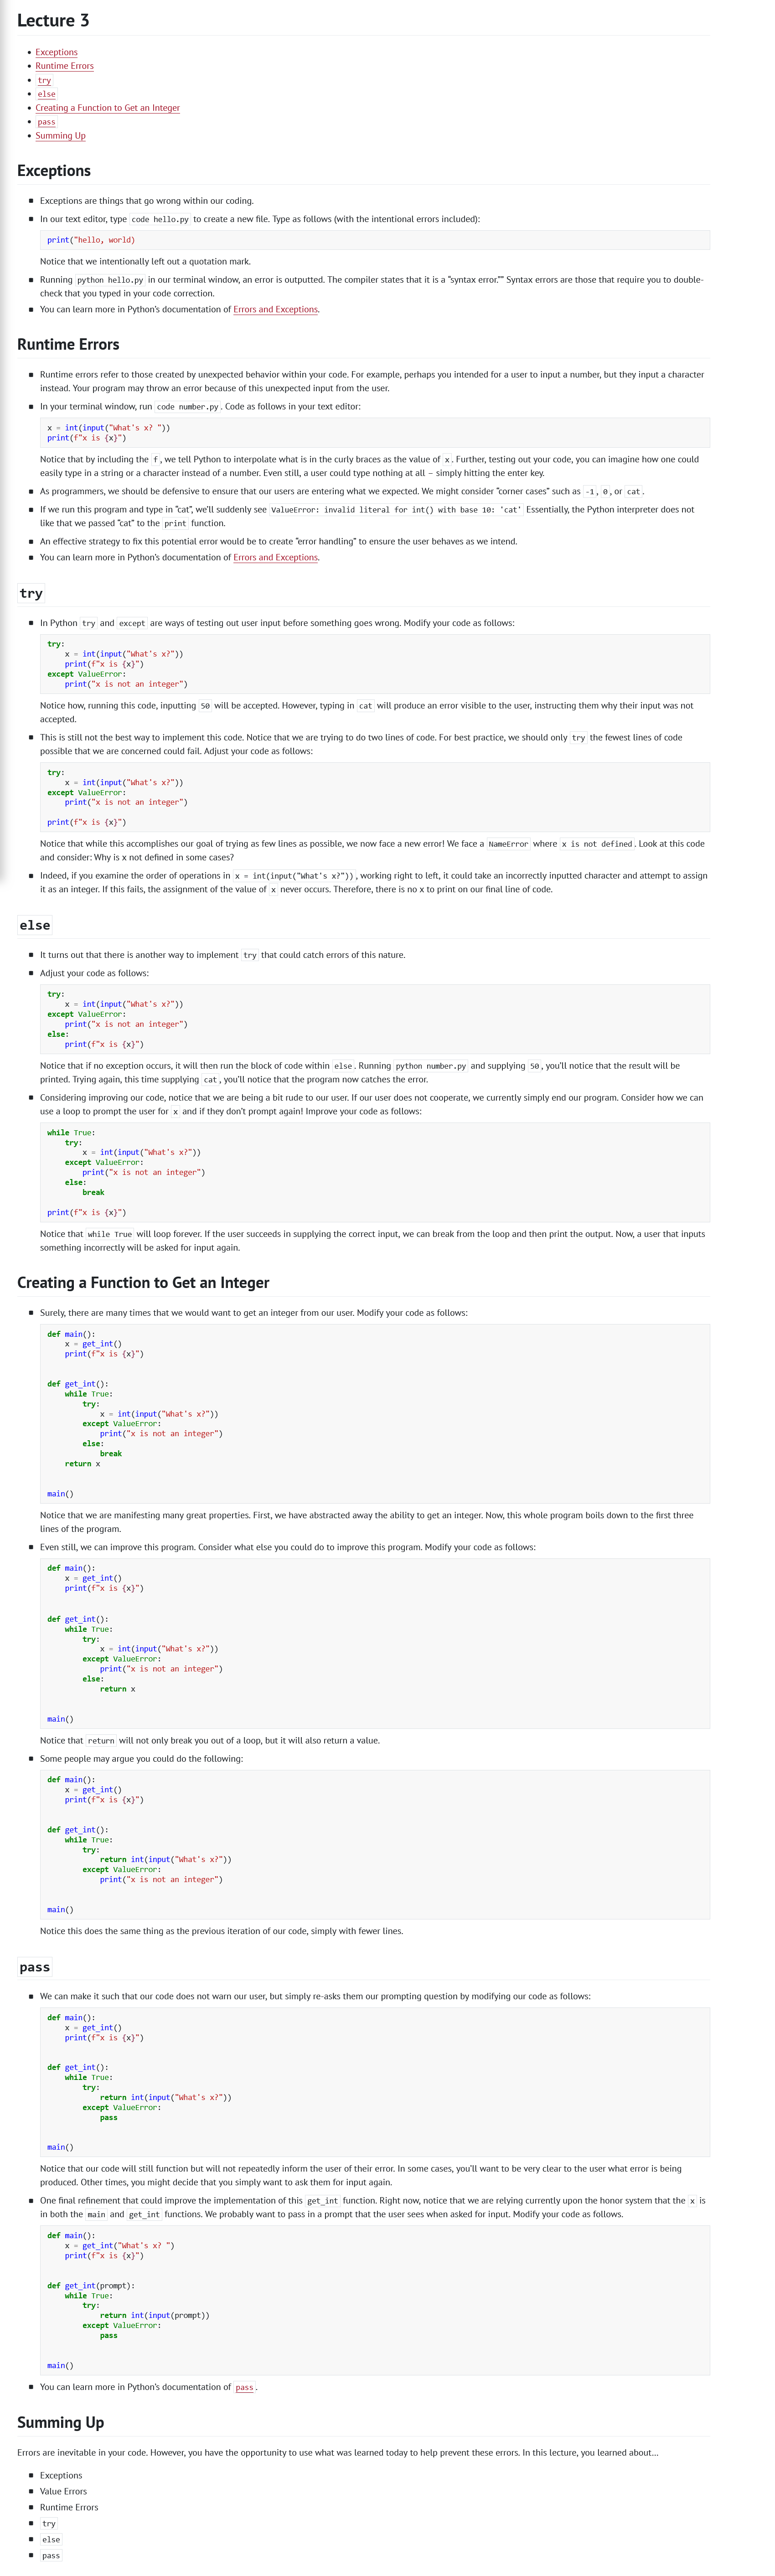 Lecture 3
Exceptions
Runtime Errors
try
else
Creating a Function to Get an Integer
pass
Summing Up
Exceptions
Exceptions are things that go wrong within our coding.
In our text editor, type code hello.py to create a new file. Type as follows (with the intentional errors included):
print("hello, world)
Notice that we intentionally left out a quotation mark.
Running python hello.py in our terminal window, an error is outputted. The compiler states that it is a “syntax error.”” Syntax errors are those that require you to double-
check that you typed in your code correction.
You can learn more in Python’s documentation of Errors and Exceptions.
Runtime Errors
Runtime errors refer to those created by unexpected behavior within your code. For example, perhaps you intended for a user to input a number, but they input a character
instead. Your program may throw an error because of this unexpected input from the user.
In your terminal window, run code number.py. Code as follows in your text editor:
x = int(input("What's x? "))
print(f"x is {x}")
Notice that by including the f, we tell Python to interpolate what is in the curly braces as the value of x. Further, testing out your code, you can imagine how one could
easily type in a string or a character instead of a number. Even still, a user could type nothing at all – simply hitting the enter key.
As programmers, we should be defensive to ensure that our users are entering what we expected. We might consider “corner cases” such as -1, 0, or cat.
If we run this program and type in “cat”, we’ll suddenly see ValueError: invalid literal for int() with base 10: 'cat' Essentially, the Python interpreter does not
like that we passed “cat” to the print function.
An effective strategy to fix this potential error would be to create “error handling” to ensure the user behaves as we intend.
You can learn more in Python’s documentation of Errors and Exceptions.
try
In Python try and except are ways of testing out user input before something goes wrong. Modify your code as follows:
try:
    x = int(input("What's x?"))
    print(f"x is {x}")
except ValueError:
    print("x is not an integer")
Notice how, running this code, inputting 50 will be accepted. However, typing in cat will produce an error visible to the user, instructing them why their input was not
accepted.
This is still not the best way to implement this code. Notice that we are trying to do two lines of code. For best practice, we should only try the fewest lines of code
possible that we are concerned could fail. Adjust your code as follows:
try:
    x = int(input("What's x?"))
except ValueError:
    print("x is not an integer")
print(f"x is {x}")
Notice that while this accomplishes our goal of trying as few lines as possible, we now face a new error! We face a NameError where x is not defined. Look at this code
and consider: Why is x not defined in some cases?
Indeed, if you examine the order of operations in x = int(input("What's x?")), working right to left, it could take an incorrectly inputted character and attempt to assign
it as an integer. If this fails, the assignment of the value of x never occurs. Therefore, there is no x to print on our final line of code.
else
It turns out that there is another way to implement try that could catch errors of this nature.
Adjust your code as follows:
try:
    x = int(input("What's x?"))
except ValueError:
    print("x is not an integer")
else:
    print(f"x is {x}")
Notice that if no exception occurs, it will then run the block of code within else. Running python number.py and supplying 50, you’ll notice that the result will be
printed. Trying again, this time supplying cat, you’ll notice that the program now catches the error.
Considering improving our code, notice that we are being a bit rude to our user. If our user does not cooperate, we currently simply end our program. Consider how we can
use a loop to prompt the user for x and if they don’t prompt again! Improve your code as follows:
while True:
    try:
        x = int(input("What's x?"))
    except ValueError:
        print("x is not an integer")
    else:
        break
print(f"x is {x}")
Notice that while True will loop forever. If the user succeeds in supplying the correct input, we can break from the loop and then print the output. Now, a user that inputs
something incorrectly will be asked for input again.
Creating a Function to Get an Integer
Surely, there are many times that we would want to get an integer from our user. Modify your code as follows:
def main():
    x = get_int()
    print(f"x is {x}")
def get_int():
    while True:
        try:
            x = int(input("What's x?"))
        except ValueError:
            print("x is not an integer")
        else:
            break
    return x
main()
Notice that we are manifesting many great properties. First, we have abstracted away the ability to get an integer. Now, this whole program boils down to the first three
lines of the program.
Even still, we can improve this program. Consider what else you could do to improve this program. Modify your code as follows:
def main():
    x = get_int()
    print(f"x is {x}")
def get_int():
    while True:
        try:
            x = int(input("What's x?"))
        except ValueError:
            print("x is not an integer")
        else:
            return x
main()
Notice that return will not only break you out of a loop, but it will also return a value.
Some people may argue you could do the following:
def main():
    x = get_int()
    print(f"x is {x}")
def get_int():
    while True:
        try:
            return int(input("What's x?"))
        except ValueError:
            print("x is not an integer")
main()
Notice this does the same thing as the previous iteration of our code, simply with fewer lines.
pass
We can make it such that our code does not warn our user, but simply re-asks them our prompting question by modifying our code as follows:
def main():
    x = get_int()
    print(f"x is {x}")
def get_int():
    while True:
        try:
            return int(input("What's x?"))
        except ValueError:
            pass
main()
Notice that our code will still function but will not repeatedly inform the user of their error. In some cases, you’ll want to be very clear to the user what error is being
produced. Other times, you might decide that you simply want to ask them for input again.
One final refinement that could improve the implementation of this get_int function. Right now, notice that we are relying currently upon the honor system that the x is
in both the main and get_int functions. We probably want to pass in a prompt that the user sees when asked for input. Modify your code as follows.
def main():
    x = get_int("What's x? ")
    print(f"x is {x}")
def get_int(prompt):
    while True:
        try:
            return int(input(prompt))
        except ValueError:
            pass
main()
You can learn more in Python’s documentation of pass.
Summing Up
Errors are inevitable in your code. However, you have the opportunity to use what was learned today to help prevent these errors. In this lecture, you learned about…
Exceptions
Value Errors
Runtime Errors
try
else
pass